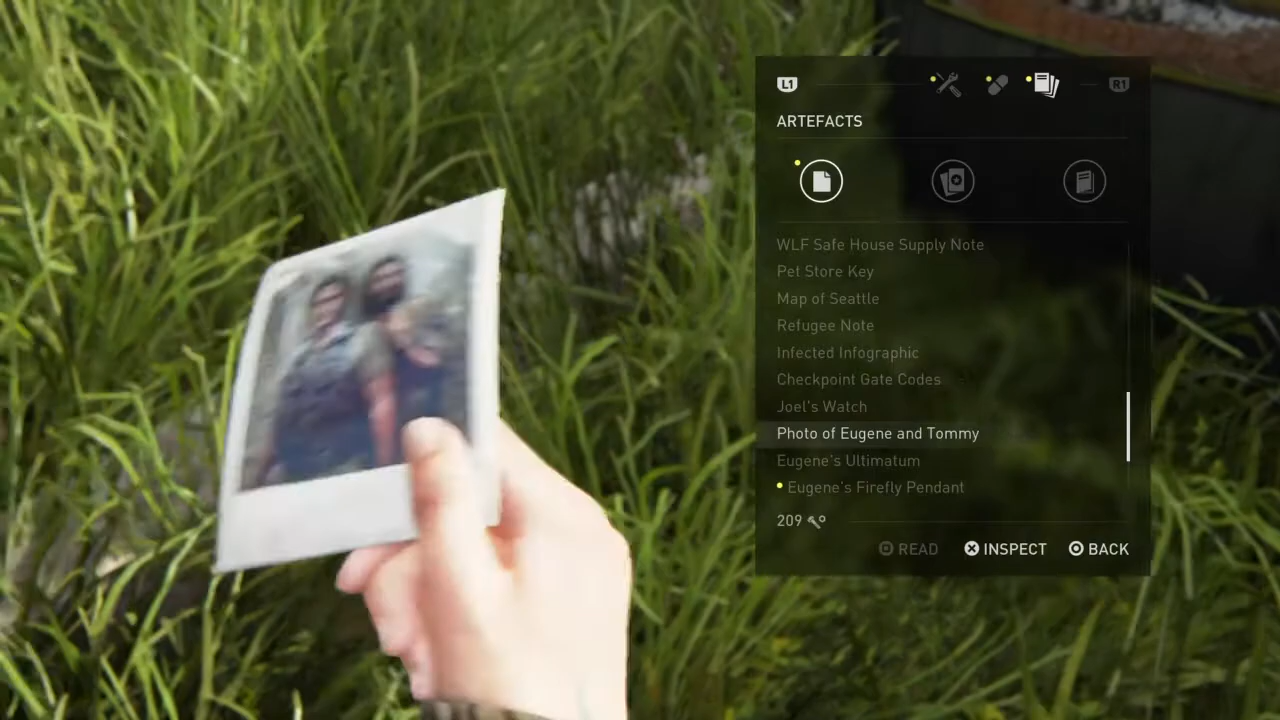 L1
R1
ARTEFACTS
WLF Safe House Supply Note
Pet Store Key
Map of Seattle
Refugee Note
Infected Infographic
Checkpoint Gate Codes
Joel's Watch
Photo of Eugene and Tommy
Eugene's Ultimatum
Eugene's Firefly Pendant
209
READ
INSPECT
BACK